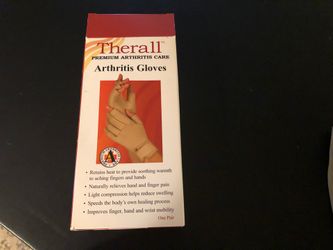 Therall™
PREMIUM ARTHRITIS CARE
Arthritis Gloves
A
• Retains heat to provide soothing warmth
to aching fingers and hands
• Naturally relieves hand and finger pain
• Light compression helps reduce swelling
• Speeds the body's own healing process
• Improves finger, hand and wrist mobility
One Pair